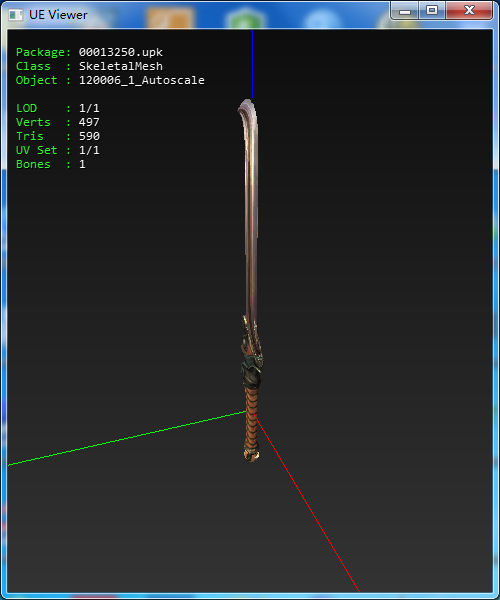 UE Viewer
Package: 00013250.upk
Class  : SkeletalMesh
Object : 120006_1_Autoscale
LOD    : 1/1
Verts  : 497
Tris   : 590
UV Set : 1/1
Bones  : 1